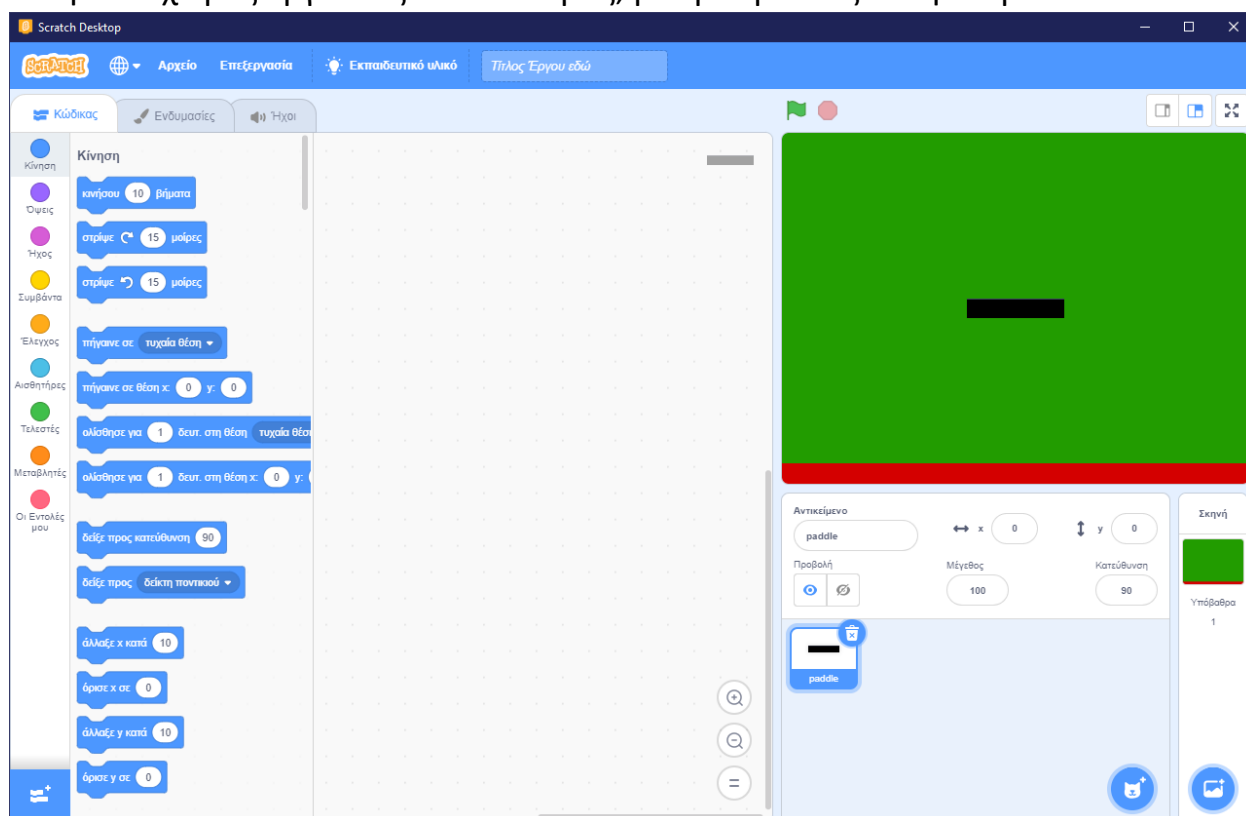 Scratch Desktop
SCRATCH Αρχείο Επεξεργασία Εκπαιδευτικό υλικό Τίτλος Έργου εδώ
Κώδικας Ενδυμασίες Ήχοι
Κίνηση
Όψεις
Ήχος
Συμβάντα
Έλεγχος
Αισθητήρες
Τελεστές
Μεταβλητές
Οι Εντολές
μου
Κίνηση
κινήσου 10 βήματα
στρίψε 15 μοίρες
στρίψε 15 μοίρες
πήγαινε σε τυχαία θέση
πήγαινε σε θέση x: 0 y: 0
ολίσθησε για 1 δευτ. στη θέση τυχαία
ολίσθησε για 1 δευτ. στη θέση x: 0 y:
δείξε προς κατεύθυνση 90
δείξε προς δείκτη ποντικιού
άλλαξε x κατά 10
όρισε x σε 0
άλλαξε y κατά 10
όρισε y σε 0
Αντικείμενο
paddle x 0 y 0
Προβολή Μέγεθος Κατεύθυνση
100 90
paddle
Σκηνή
Υπόβαθρα
1